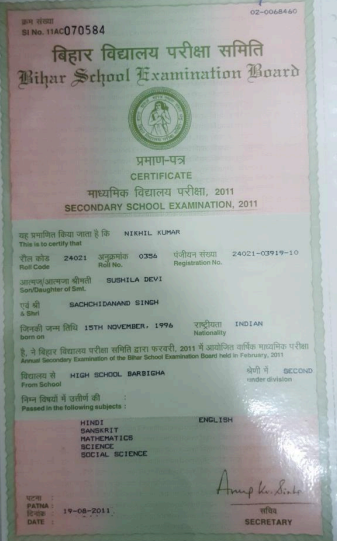 02-0068460
क्रम संख्या
Sl No. 11AC070584
बिहार विद्यालय परीक्षा समिति
Bihar School Examination Board
प्रमाण-पत्र
CERTIFICATE
माध्यमिक विद्यालय परीक्षा, 2011
SECONDARY SCHOOL EXAMINATION, 2011
यह प्रमाणित किया जाता है कि NIKHIL KUMAR
This is to certify that
रौल कोड 24021 अनुक्रमांक 0356 पंजीयन संख्या 24021-03919-10
Roll Code Roll No. Registration No.
आत्मज/आत्मजा श्रीमती SUSHILA DEVI
Son/Daughter of Smt.
एवं श्री SACHCHIDANAND SINGH
& Shri
जिनकी जन्म तिथि 15TH NOVEMBER, 1996 राष्ट्रीयता INDIAN
born on Nationality
है, ने बिहार विद्यालय परीक्षा समिति द्वारा फरवरी, 2011 में आयोजित वार्षिक माध्यमिक परीक्षा
Annual Secondary Examination of the Bihar School Examination Board held in February, 2011
विद्यालय से HIGH SCHOOL BARBIGHA श्रेणी में SECOND
From School under division
निम्न विषयों में उत्तीर्ण की
Passed in the following subjects :
HINDI ENGLISH
SANSKRIT
MATHEMATICS
SCIENCE
SOCIAL SCIENCE
पटना
PATNA :
दिनांक 19-08-2011
DATE :
सचिव
SECRETARY